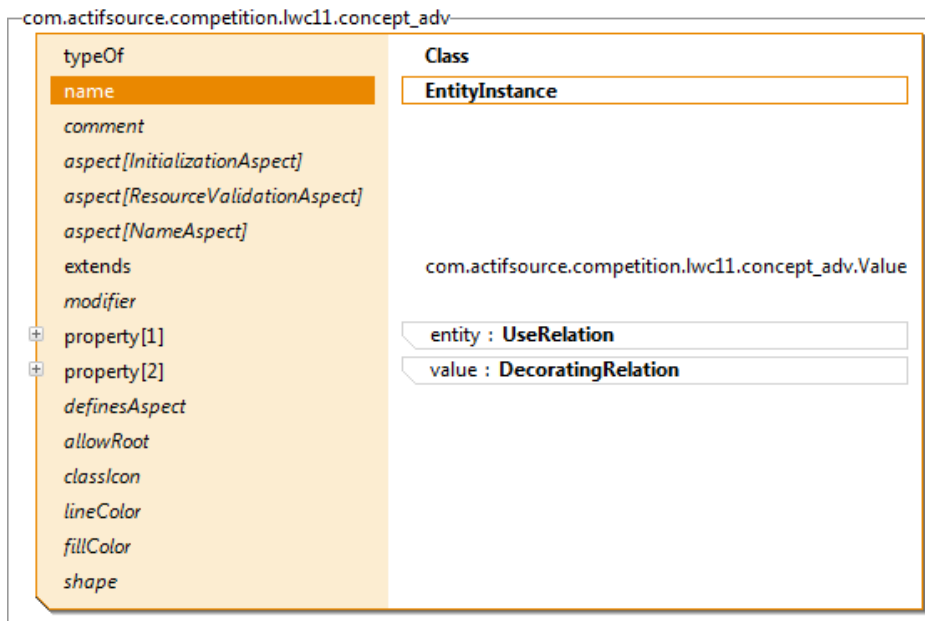 com.actifsource.competition.lwc11.concept_adv
typeOf Class
name EntityInstance
comment
aspect[InitializationAspect]
aspect[ResourceValidationAspect]
aspect[NameAspect]
extends com.actifsource.competition.lwc11.concept_adv.Value
modifier
property[1] entity : UseRelation
property[2] value : DecoratingRelation
definesAspect
allowRoot
classIcon
lineColor
fillColor
shape